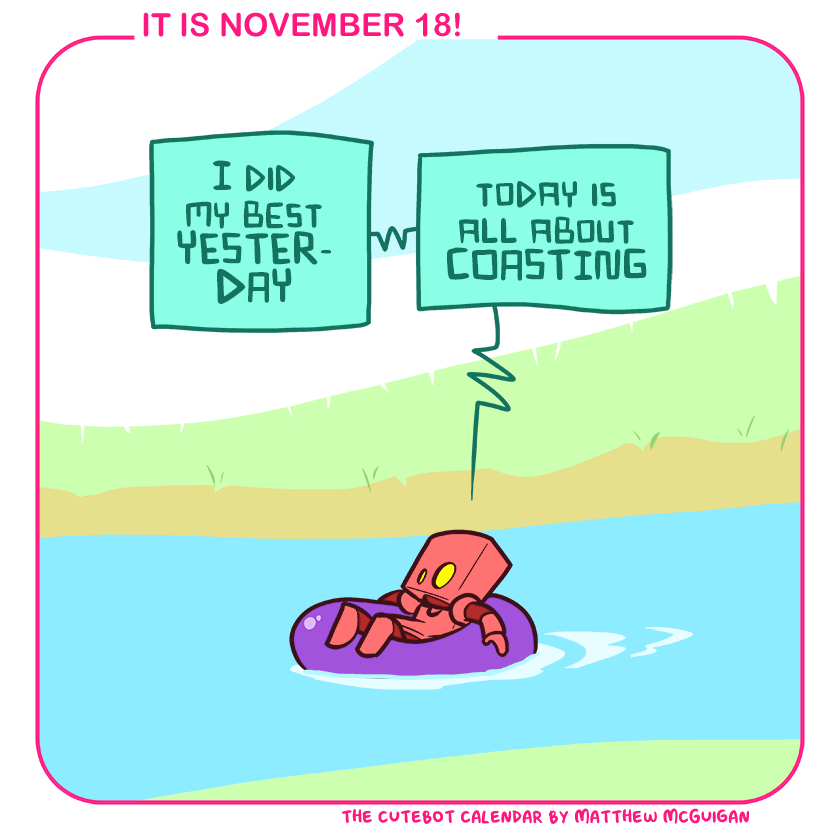 IT IS NOVEMBER 18!
I DID
MY BEST
YESTER-
DAY
TODAY IS
ALL ABOUT
COASTING
THE CUTEBOT CALENDAR BY MATTHEW MCGUIGAN